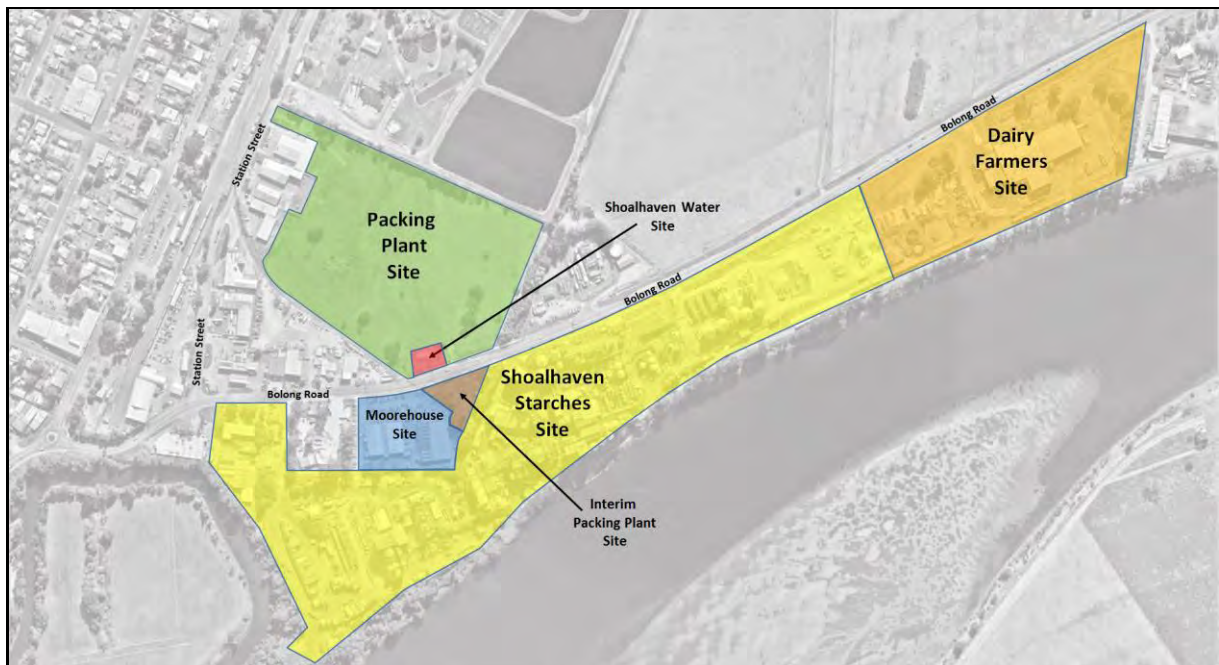 Bolong Road
Dairy
Farmers
Site
Station Street
Shoalhaven Water
Site
Packing
Plant
Site
Bolong Road
Station Street
Shoalhaven
Starches
Site
Bolong Road
Moorehouse
Site
Interim
Packing Plant
Site